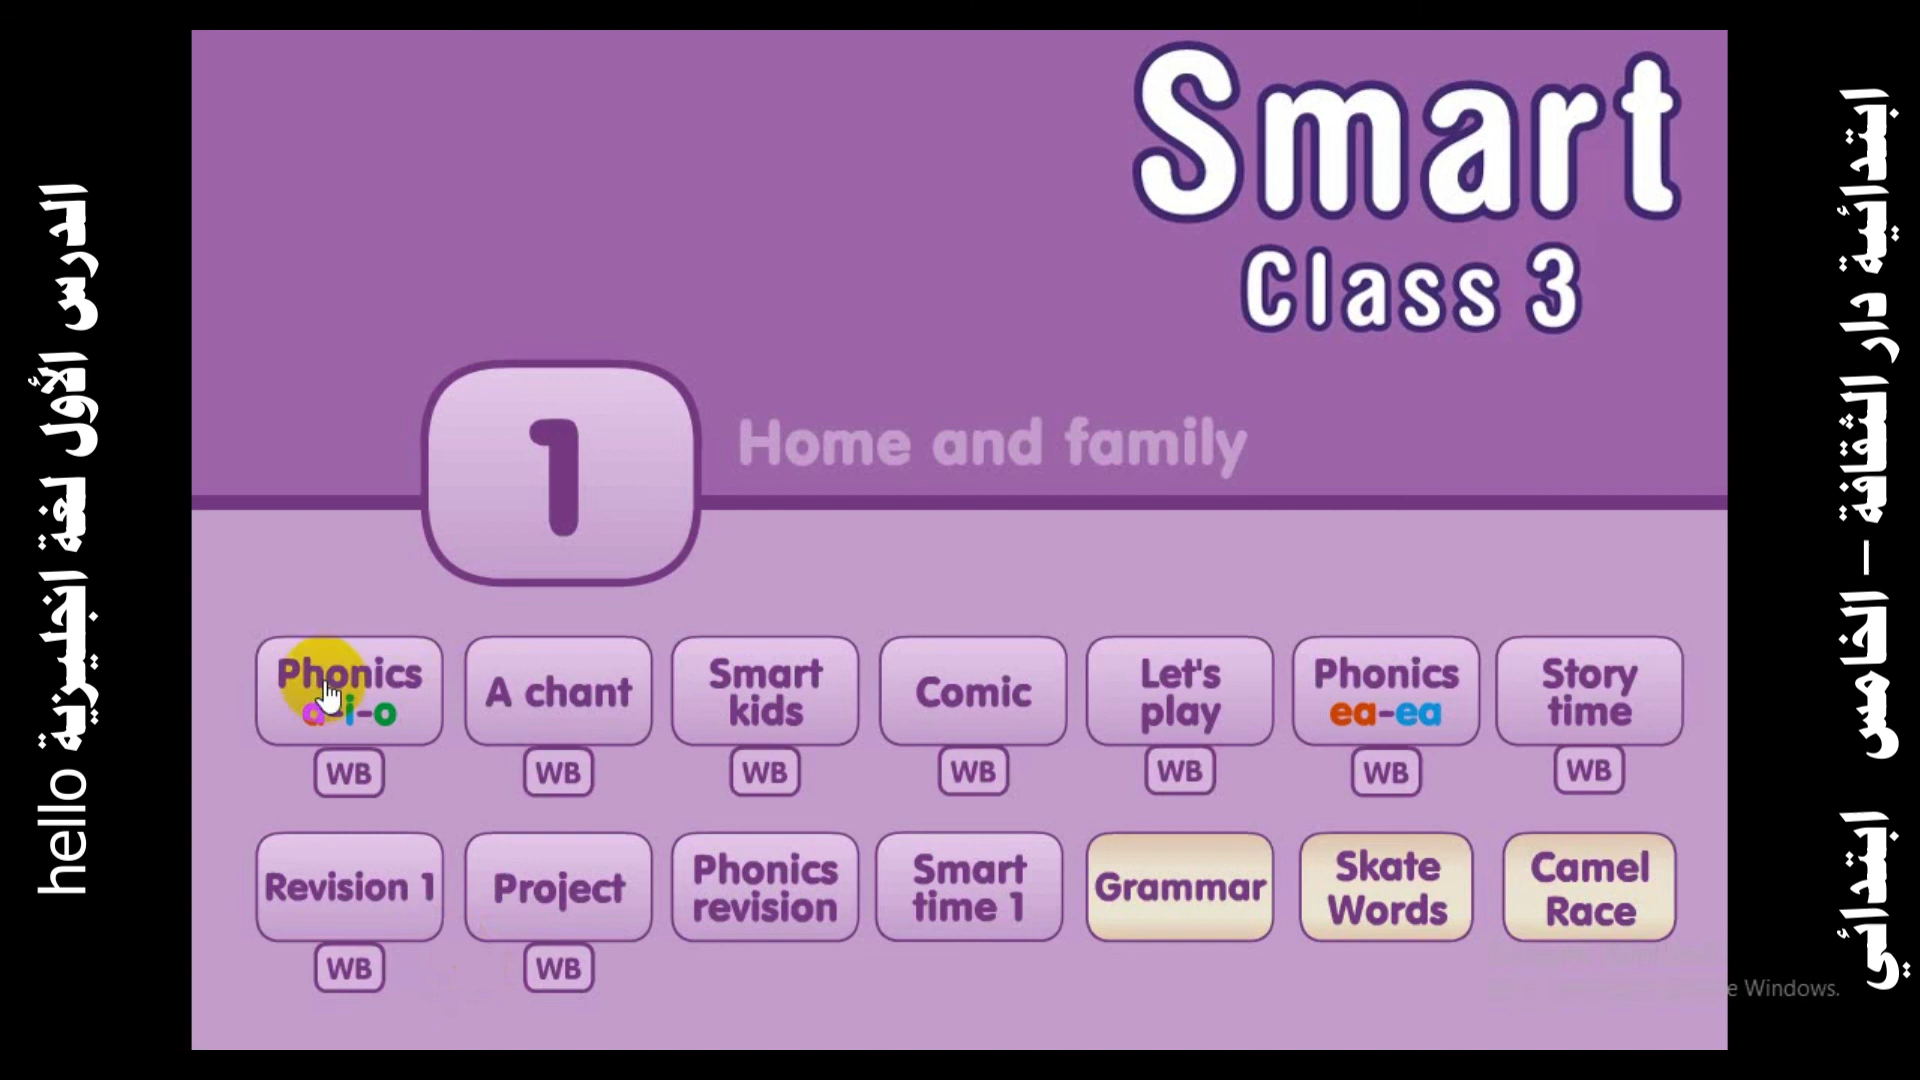 Smart
Class 3
1
Home and family
Phonics
a-i-o
WB
A chant
WB
Smart
kids
WB
Comic
WB
Let's
play
WB
Phonics
ea-ea
WB
Story
time
WB
Revision 1
WB
Project
WB
Phonics
revision
Smart
time 1
Grammar
Skate
Words
Camel
Race
e Windows.
الدرس الأول لغة انجليزية hello
ابتدائية دار الثقافة – الخامس ابتدائي